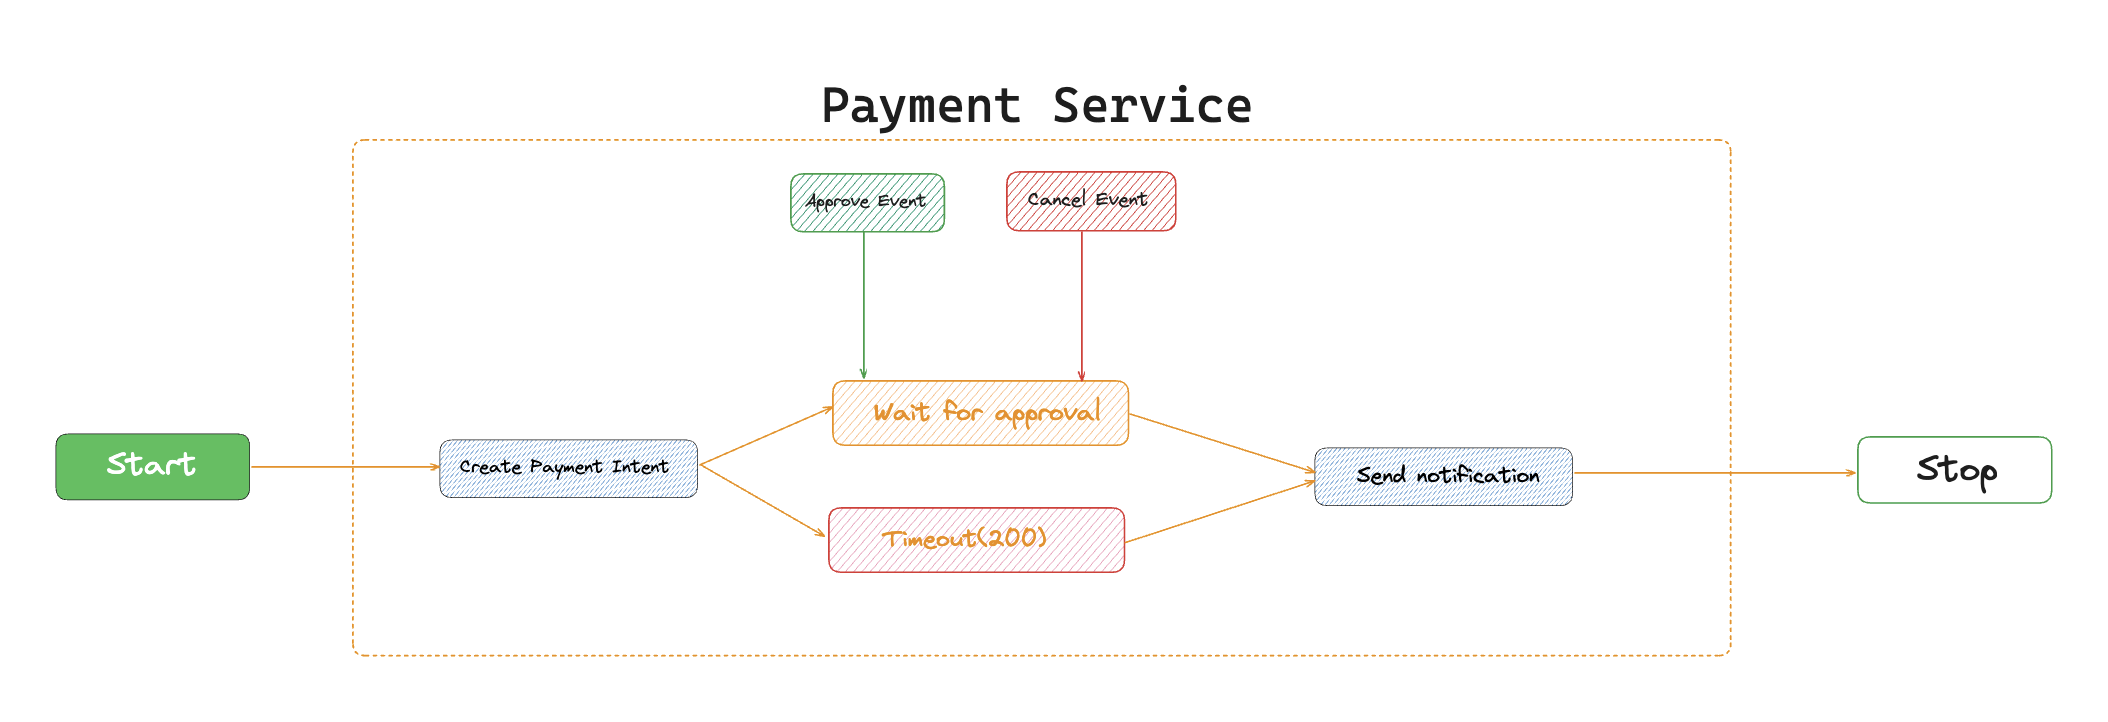 Payment Service
Approve Event
Cancel Event
Wait for approval
Start
Create Payment Intent
Send notification
Stop
Timeout(200)